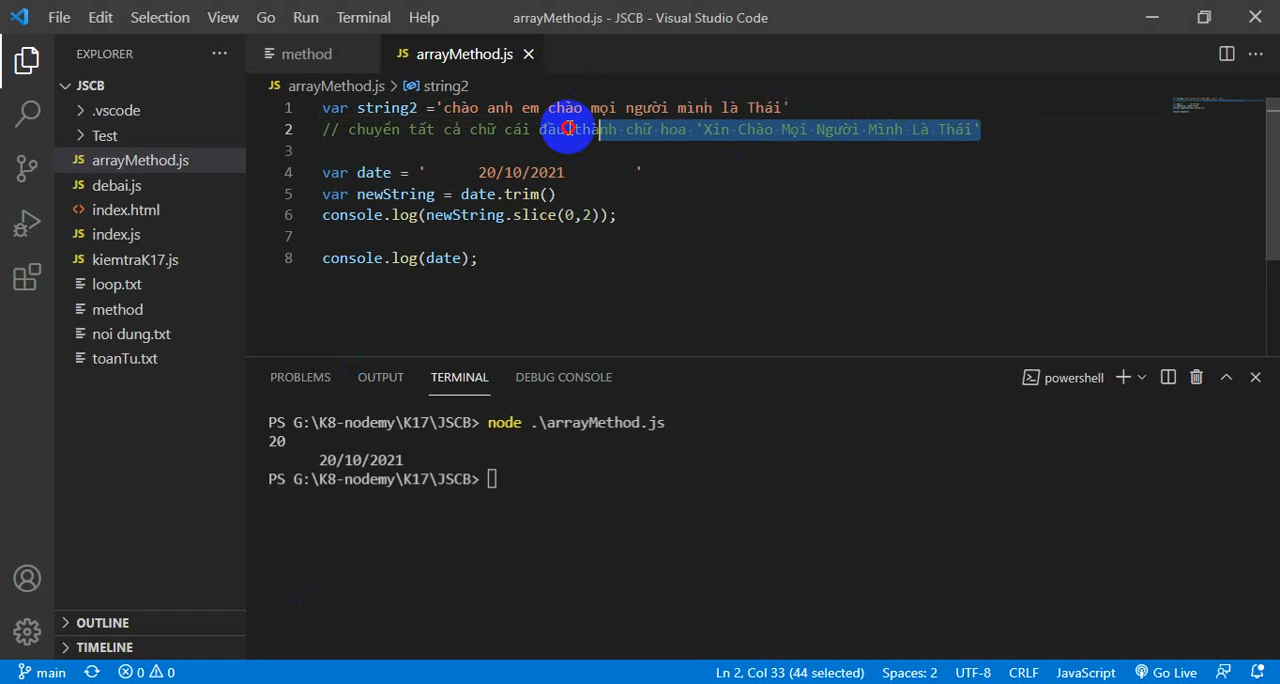 File Edit Selection View Go Run Terminal Help arrayMethod.js - JSCB - Visual Studio Code
EXPLORER
JSCB
.vscode
Test
JS arrayMethod.js
JS debai.js
<> index.html
JS index.js
JS kiemtraK17.js
loop.txt
method
noi dung.txt
toanTu.txt
OUTLINE
TIMELINE
method JS arrayMethod.js
JS arrayMethod.js > string2
1 var string2 ='chào anh em chào mọi người mình là Thái'
2 // chuyển tất cả chữ cái đầu thành chữ hoa 'Xin Chào Mọi Người Mình Là Thái'
3
4 var date = '      20/10/2021        '
5 var newString = date.trim()
6 console.log(newString.slice(0,2));
7
8 console.log(date);
PROBLEMS OUTPUT TERMINAL DEBUG CONSOLE powershell
PS G:\K8-nodemy\K17\JSCB> node .\arrayMethod.js
20
      20/10/2021
PS G:\K8-nodemy\K17\JSCB>
main 0 0 Ln 2, Col 33 (44 selected) Spaces: 2 UTF-8 CRLF JavaScript Go Live